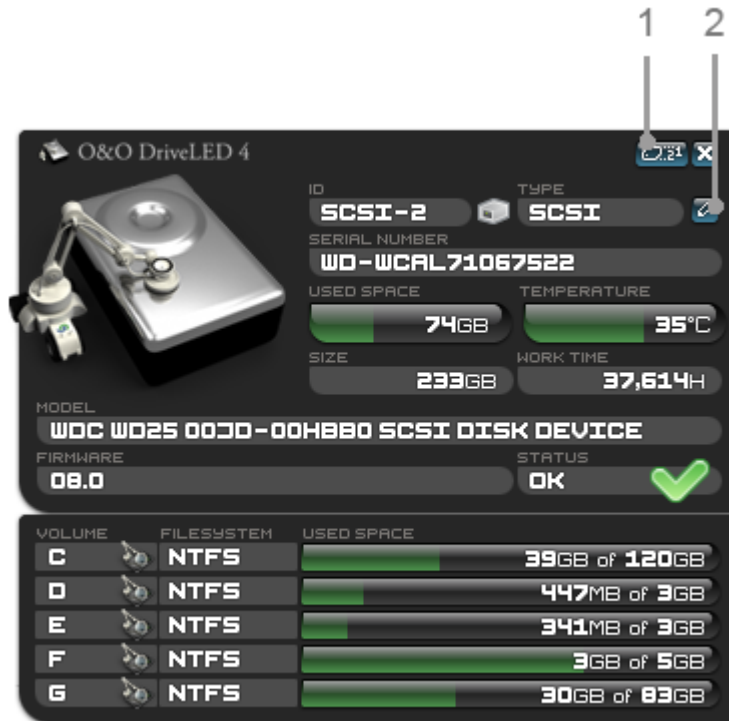 1 2
O&O DriveLED 4
ID TYPE
SCSI-2 SCSI
SERIAL NUMBER
WD-WCAL71067522
USED SPACE TEMPERATURE
74GB 35°C
SIZE WORK TIME
233GB 37,614H
MODEL
WDC WD25 00JD-00HBB0 SCSI DISK DEVICE
FIRMWARE STATUS
08.0 OK
VOLUME FILESYSTEM USED SPACE
C NTFS 39GB of 120GB
D NTFS 447MB of 3GB
E NTFS 341MB of 3GB
F NTFS 3GB of 5GB
G NTFS 30GB of 83GB